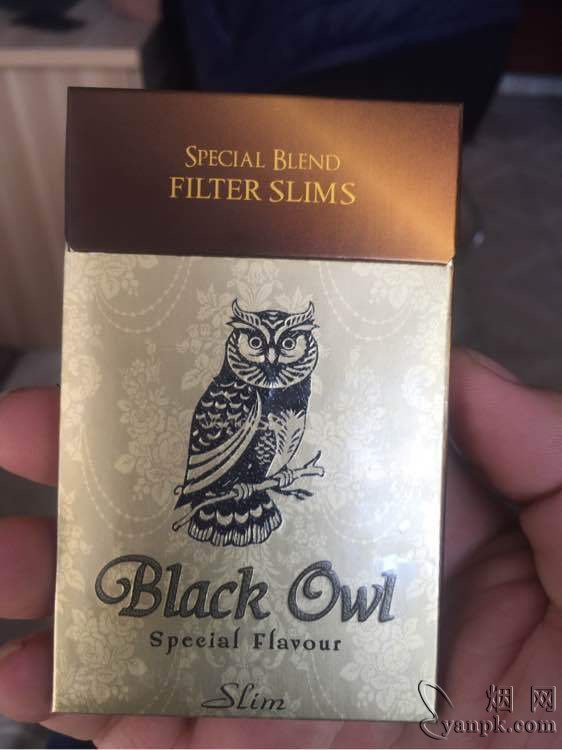 SPECIAL BLEND
FILTER SLIMS
Black Owl
Special Flavour
Slim
烟网
yanpk.com